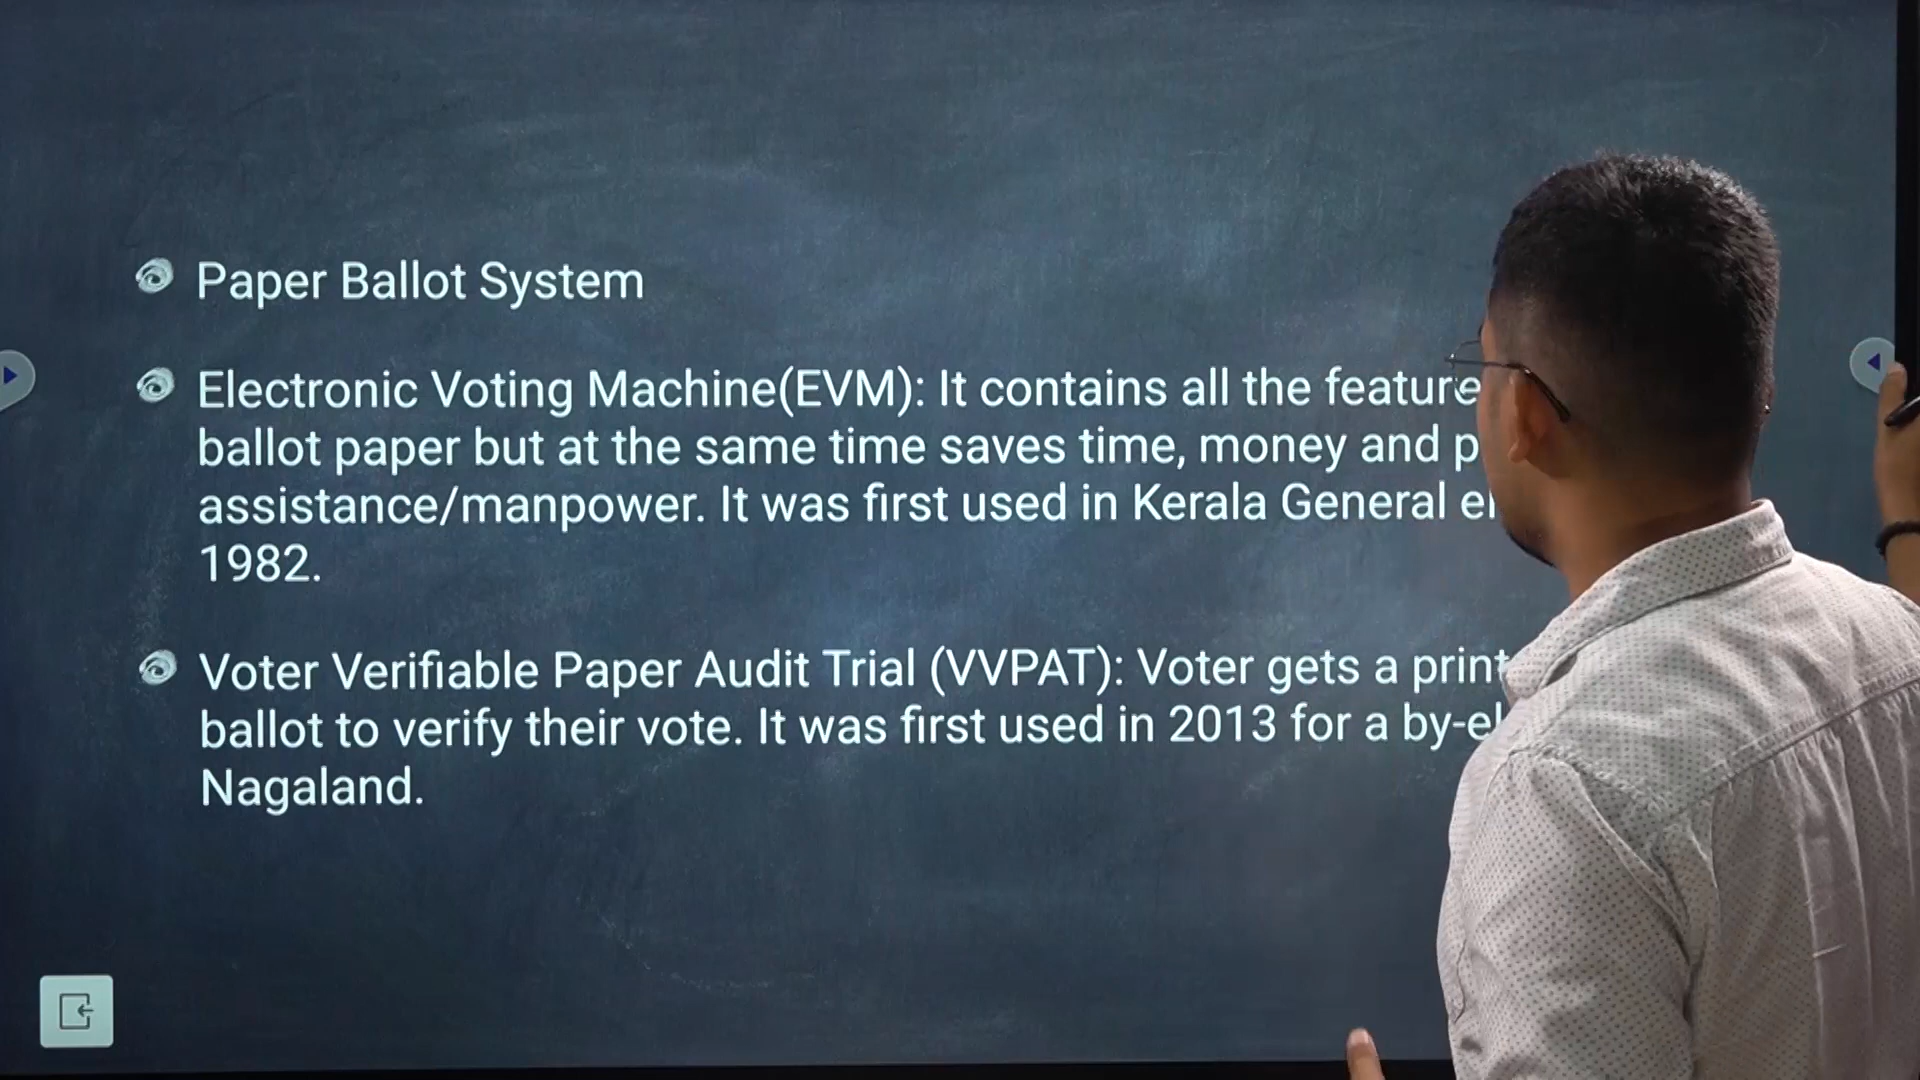 Paper Ballot System
Electronic Voting Machine(EVM): It contains all the
ballot paper but at the same time saves time, money and
assistance/manpower. It was first used in Kerala General
1982.
Voter Verifiable Paper Audit Trial (VVPAT): Voter gets a
ballot to verify their vote. It was first used in 2013 for a
Nagaland.